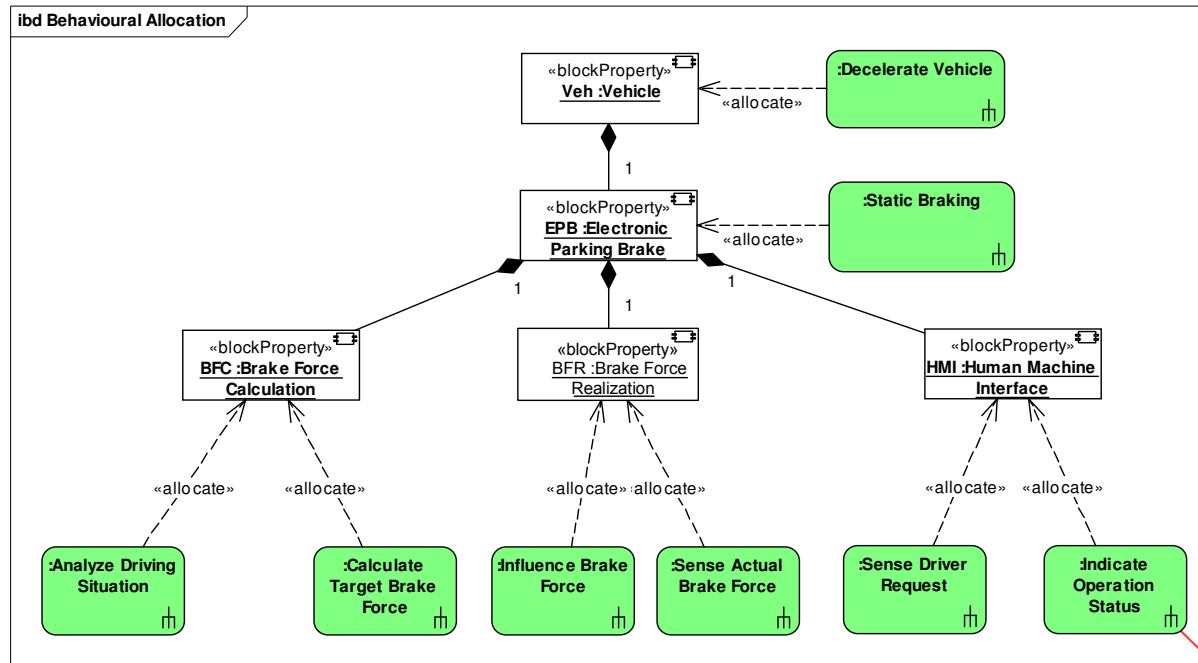 ibd Behavioural Allocation
«blockProperty»
Veh :Vehicle
:Decelerate Vehicle
«allocate»
1
«blockProperty»
EPB :Electronic
Parking Brake
:Static Braking
«allocate»
1
1
1
«blockProperty»
BFC :Brake Force
Calculation
«blockProperty»
BFR :Brake Force
Realization
«blockProperty»
HMI :Human Machine
Interface
«allocate»
«allocate»
«allocate»
:allocate»
«allocate»
«allocate»
:Analyze Driving
Situation
:Calculate
Target Brake
Force
:Influence Brake
Force
:Sense Actual
Brake Force
:Sense Driver
Request
:Indicate
Operation
Status